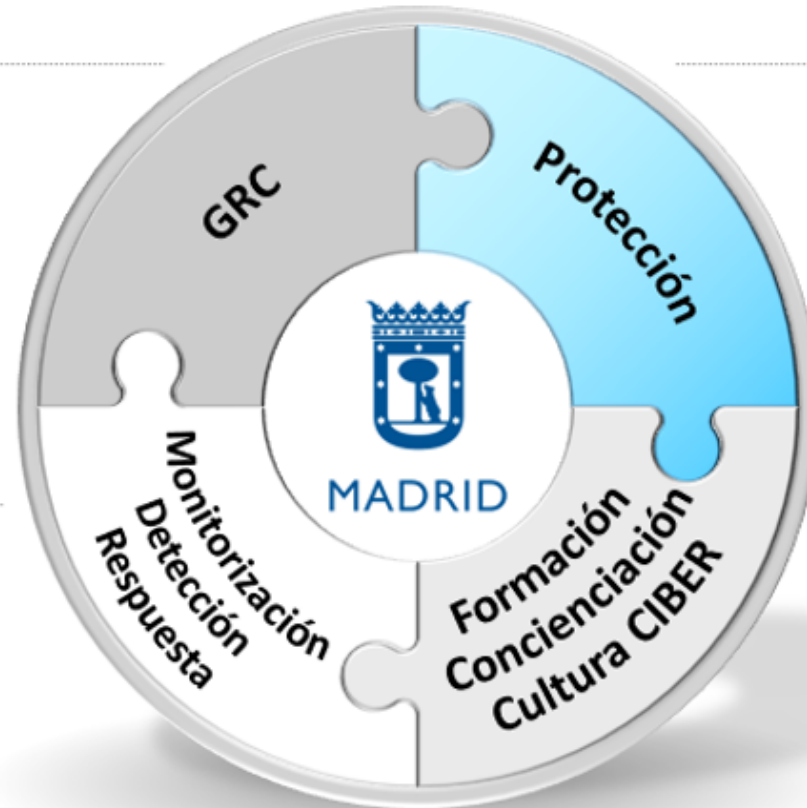 GRC
Protección
MADRID
Monitorización
Detección
Respuesta
Formación
Concienciación
Cultura CIBER